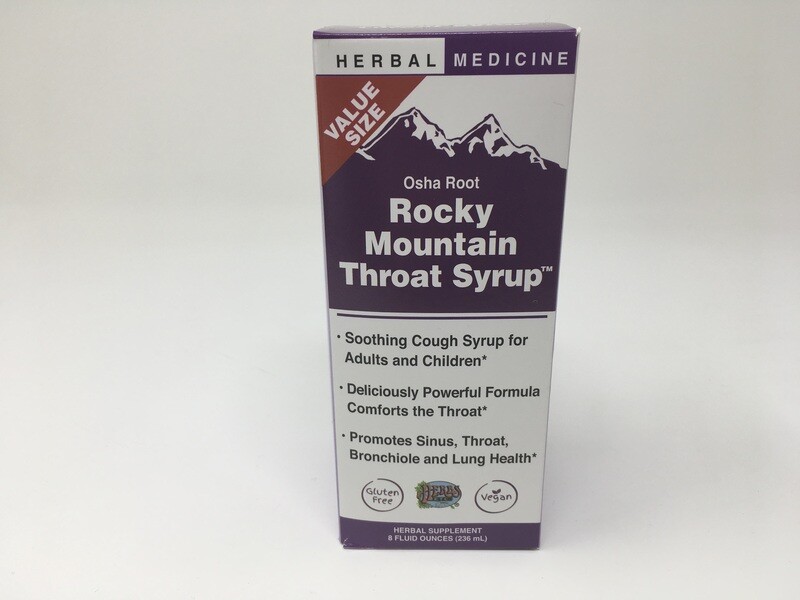 HERBAL MEDICINE
VALUE
SIZE
Osha Root
Rocky
Mountain
Throat Syrup™
• Soothing Cough Syrup for
Adults and Children*
• Deliciously Powerful Formula
Comforts the Throat*
• Promotes Sinus, Throat,
Bronchiole and Lung Health*
Gluten
Free
HERBS
Vegan
HERBAL SUPPLEMENT
8 FLUID OUNCES (236 mL)